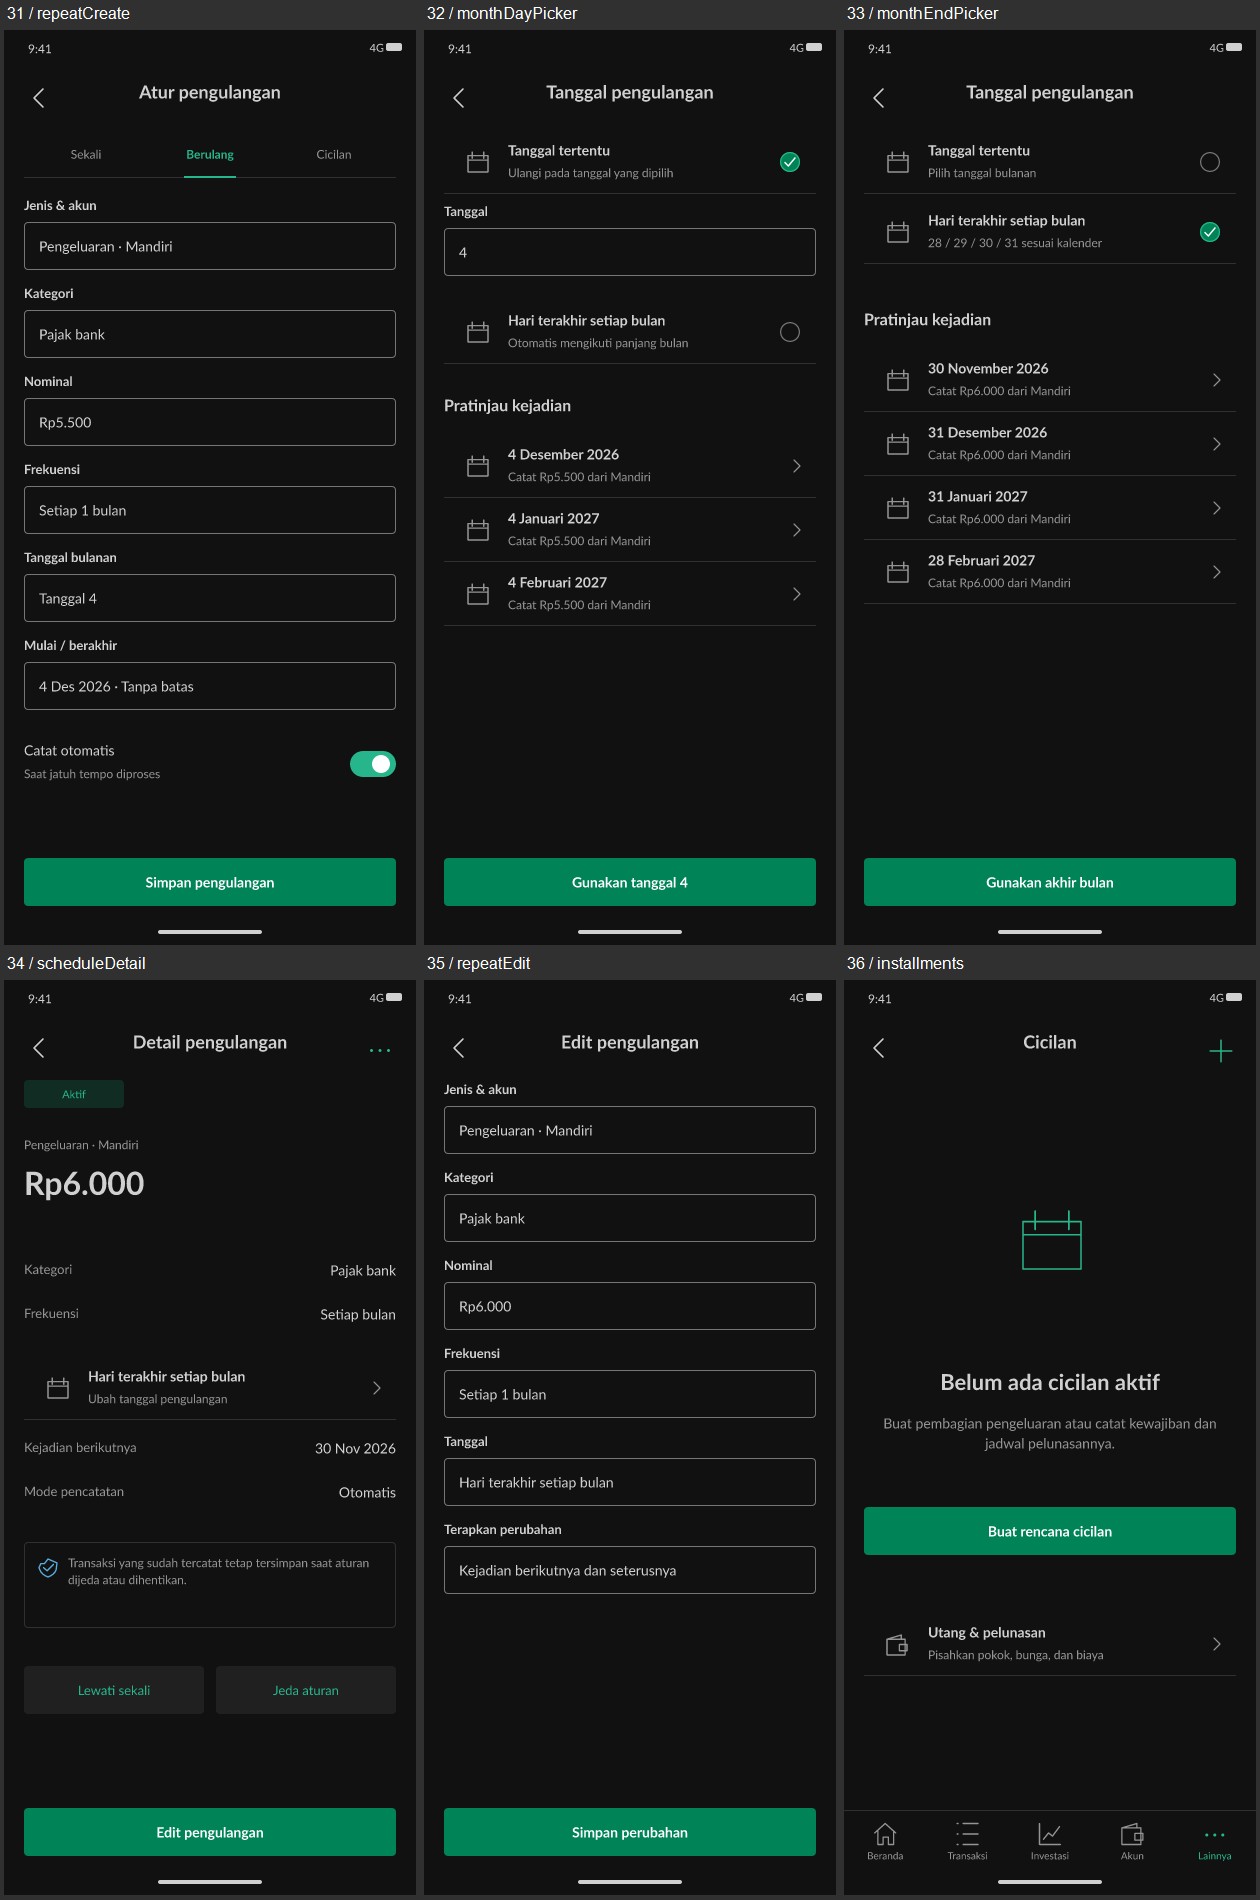 31 / repeatCreate
9:41
4G
Atur pengulangan
Sekali
Berulang
Cicilan
Jenis & akun
Pengeluaran · Mandiri
Kategori
Pajak bank
Nominal
Rp5.500
Frekuensi
Setiap 1 bulan
Tanggal bulanan
Tanggal 4
Mulai / berakhir
4 Des 2026 · Tanpa batas
Catat otomatis
Saat jatuh tempo diproses
Simpan pengulangan
32 / monthDayPicker
9:41
4G
Tanggal pengulangan
Tanggal tertentu
Ulangi pada tanggal yang dipilih
Tanggal
4
Hari terakhir setiap bulan
Otomatis mengikuti panjang bulan
Pratinjau kejadian
4 Desember 2026
Catat Rp5.500 dari Mandiri
4 Januari 2027
Catat Rp5.500 dari Mandiri
4 Februari 2027
Catat Rp5.500 dari Mandiri
Gunakan tanggal 4
33 / monthEndPicker
9:41
4G
Tanggal pengulangan
Tanggal tertentu
Pilih tanggal bulanan
Hari terakhir setiap bulan
28 / 29 / 30 / 31 sesuai kalender
Pratinjau kejadian
30 November 2026
Catat Rp6.000 dari Mandiri
31 Desember 2026
Catat Rp6.000 dari Mandiri
31 Januari 2027
Catat Rp6.000 dari Mandiri
28 Februari 2027
Catat Rp6.000 dari Mandiri
Gunakan akhir bulan
34 / scheduleDetail
9:41
4G
Detail pengulangan
Aktif
Pengeluaran · Mandiri
Rp6.000
Kategori
Pajak bank
Frekuensi
Setiap bulan
Hari terakhir setiap bulan
Ubah tanggal pengulangan
Kejadian berikutnya
30 Nov 2026
Mode pencatatan
Otomatis
Transaksi yang sudah tercatat tetap tersimpan saat aturan
dijeda atau dihentikan.
Lewati sekali
Jeda aturan
Edit pengulangan
35 / repeatEdit
9:41
4G
Edit pengulangan
Jenis & akun
Pengeluaran · Mandiri
Kategori
Pajak bank
Nominal
Rp6.000
Frekuensi
Setiap 1 bulan
Tanggal
Hari terakhir setiap bulan
Terapkan perubahan
Kejadian berikutnya dan seterusnya
Simpan perubahan
36 / installments
9:41
4G
Cicilan
Belum ada cicilan aktif
Buat pembagian pengeluaran atau catat kewajiban dan
jadwal pelunasannya.
Buat rencana cicilan
Utang & pelunasan
Pisahkan pokok, bunga, dan biaya
Beranda
Transaksi
Investasi
Akun
Lainnya